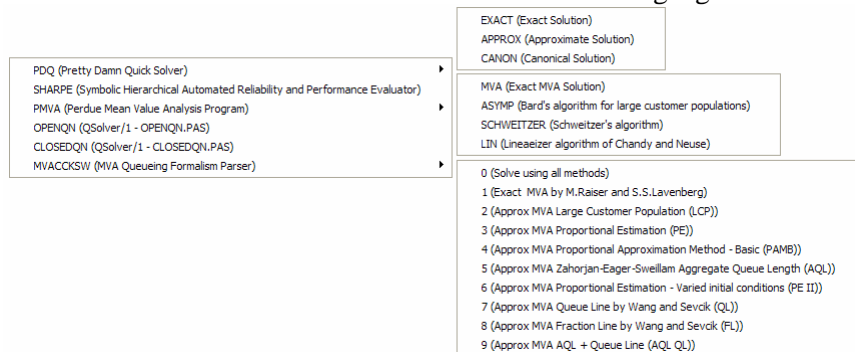 PDQ (Pretty Damn Quick Solver)
SHARPE (Symbolic Hierarchical Automated Reliability and Performance Evaluator)
PMVA (Perdue Mean Value Analysis Program)
OPENQN (QSolver/1 - OPENQN.PAS)
CLOSEDQN (QSolver/1 - CLOSEDQN.PAS)
MVACCKSW (MVA Queueing Formalism Parser)
EXACT (Exact Solution)
APPROX (Approximate Solution)
CANON (Canonical Solution)
MVA (Exact MVA Solution)
ASYMP (Bard's algorithm for large customer populations)
SCHWEITZER (Schweitzer's algorithm)
LIN (Lineaeizer algorithm of Chandy and Neuse)
0 (Solve using all methods)
1 (Exact MVA by M.Raiser and S.S.Lavenberg)
2 (Approx MVA Large Customer Population (LCP))
3 (Approx MVA Proportional Estimation (PE))
4 (Approx MVA Proportional Approximation Method - Basic (PAMB))
5 (Approx MVA Zahorjan-Eager-Sweillam Aggregate Queue Length (AQL))
6 (Approx MVA Proportional Estimation - Varied initial conditions (PE II))
7 (Approx MVA Queue Line by Wang and Sevcik (QL))
8 (Approx MVA Fraction Line by Wang and Sevcik (FL))
9 (Approx MVA AQL + Queue Line (AQL QL))